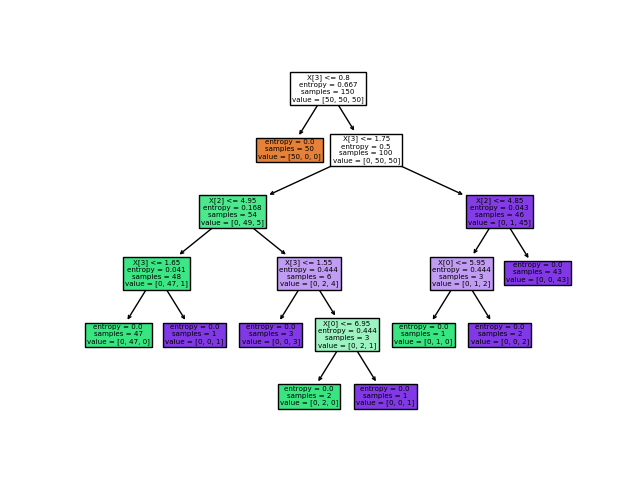 X[3] <= 0.8
entropy = 0.667
samples = 150
value = [50, 50, 50]
entropy = 0.0
samples = 50
value = [50, 0, 0]
X[3] <= 1.75
entropy = 0.5
samples = 100
value = [0, 50, 50]
X[2] <= 4.95
entropy = 0.168
samples = 54
value = [0, 49, 5]
X[2] <= 4.85
entropy = 0.043
samples = 46
value = [0, 1, 45]
X[3] <= 1.65
entropy = 0.041
samples = 48
value = [0, 47, 1]
X[3] <= 1.55
entropy = 0.444
samples = 6
value = [0, 2, 4]
X[0] <= 5.95
entropy = 0.444
samples = 3
value = [0, 1, 2]
entropy = 0.0
samples = 43
value = [0, 0, 43]
entropy = 0.0
samples = 47
value = [0, 47, 0]
entropy = 0.0
samples = 1
value = [0, 0, 1]
entropy = 0.0
samples = 3
value = [0, 0, 3]
X[0] <= 6.95
entropy = 0.444
samples = 3
value = [0, 2, 1]
entropy = 0.0
samples = 1
value = [0, 1, 0]
entropy = 0.0
samples = 2
value = [0, 0, 2]
entropy = 0.0
samples = 2
value = [0, 2, 0]
entropy = 0.0
samples = 1
value = [0, 0, 1]